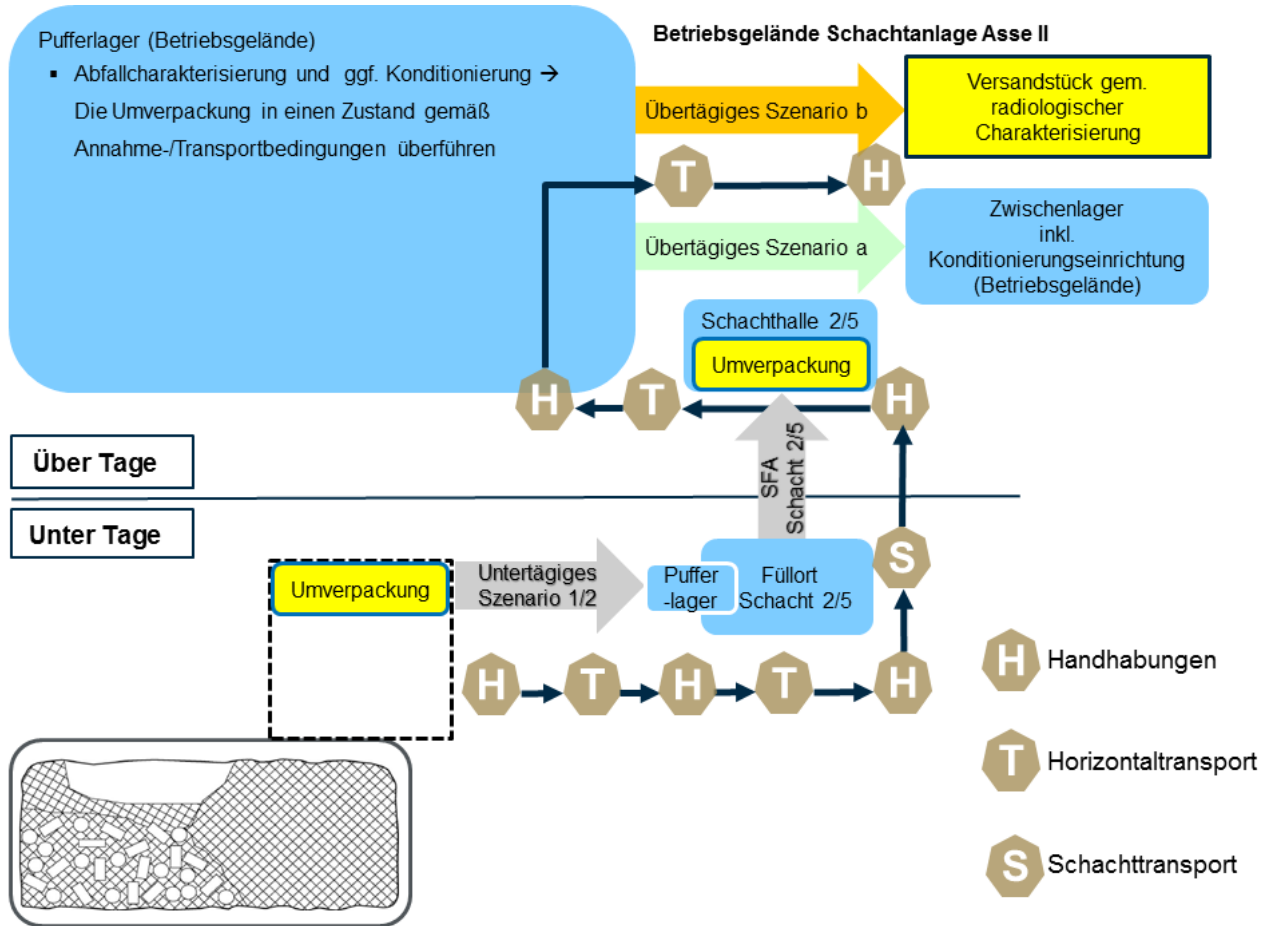 Pufferlager (Betriebsgelände)
▪ Abfallcharakterisierung und ggf. Konditionierung →
Die Umverpackung in einen Zustand gemäß
Annahme-/Transportbedingungen überführen
Betriebsgelände Schachtanlage Asse II
Übertägiges Szenario b
Versandstück gem.
radiologischer
Charakterisierung
T
H
Übertägiges Szenario a
Zwischenlager
inkl.
Konditionierungseinrichtung
(Betriebsgelände)
Schachthalle 2/5
Umverpackung
H
T
H
Über Tage
SFA
Schacht 2/5
Unter Tage
Umverpackung
Untertägiges
Szenario 1/2
Puffer
-lager
Füllort
Schacht 2/5
S
H
T
H
T
H
H Handhabungen
T Horizontaltransport
S Schachttransport